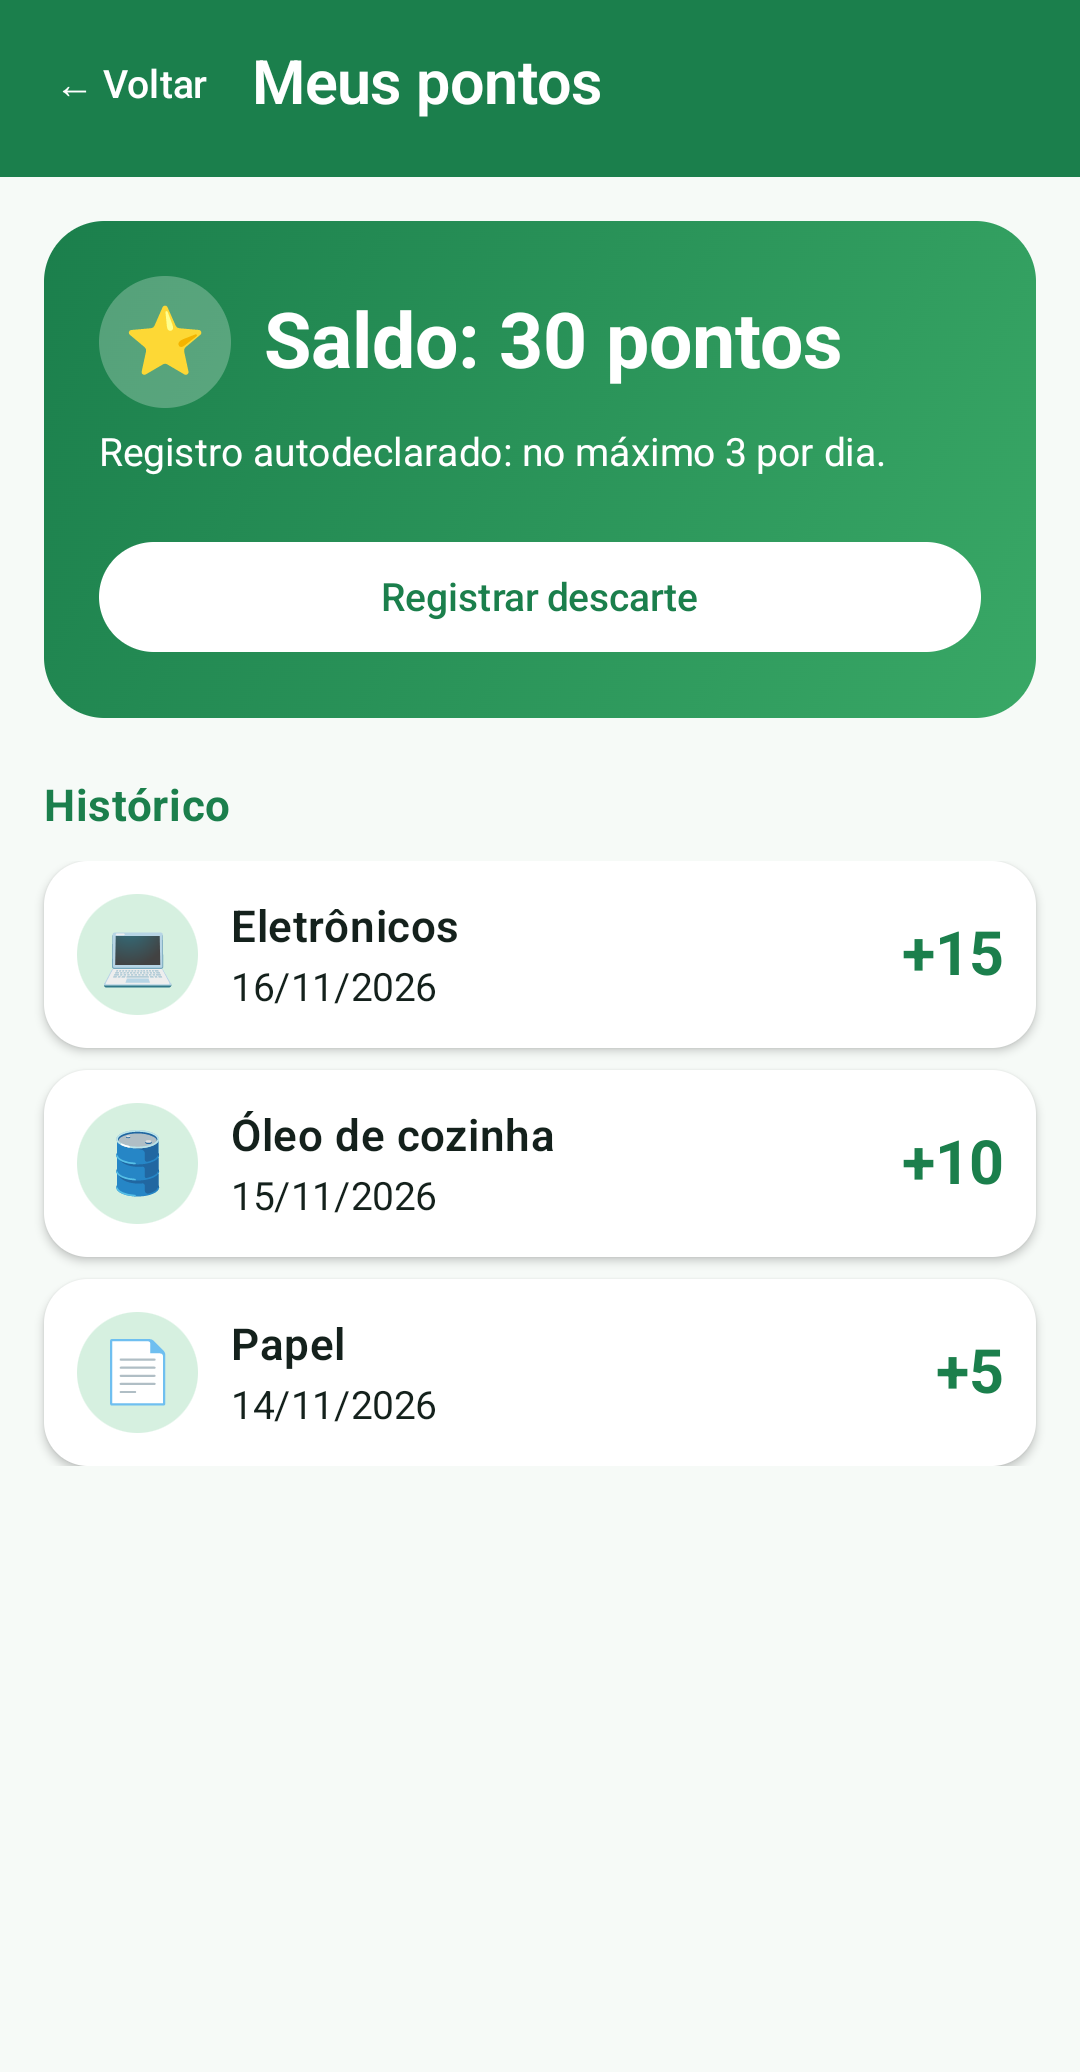 ← Voltar Meus pontos
Saldo: 30 pontos
Registro autodeclarado: no máximo 3 por dia.
Registrar descarte
Histórico
Eletrônicos
16/11/2026
+15
Óleo de cozinha
15/11/2026
+10
Papel
14/11/2026
+5